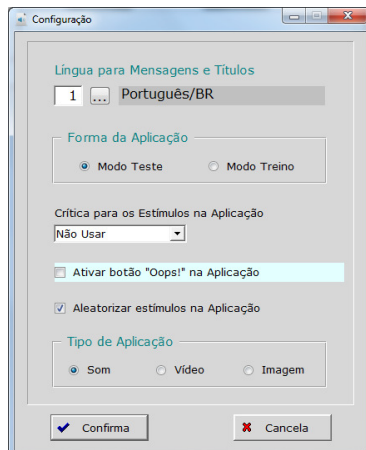 Configuração
Língua para Mensagens e Títulos
1 ... Português/BR
Forma da Aplicação
Modo Teste Modo Treino
Crítica para os Estímulos na Aplicação
Não Usar
Ativar botão "Oops!" na Aplicação
Aleatorizar estímulos na Aplicação
Tipo de Aplicação
Som Vídeo Imagem
Confirma Cancela